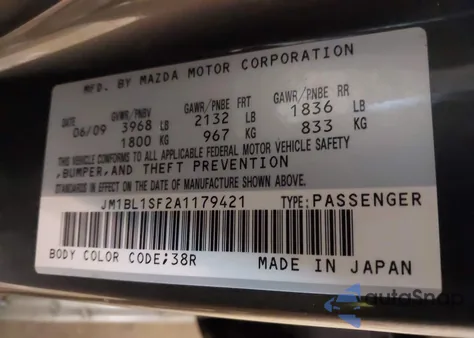 MFD. BY MAZDA MOTOR CORPORATION
DATE GVWR/PNBV GAWR/PNBE FRT GAWR/PNBE RR
06/09 3968 LB 2132 LB 1836 LB
1800 KG 967 KG 833 KG
THIS VEHICLE CONFORMS TO ALL APPLICABLE FEDERAL MOTOR VEHICLE SAFETY
,BUMPER,AND THEFT PREVENTION
STANDARDS IN EFFECT ON THE DATE OF MANUFACTURE SHOWN ABOVE.
JM1BL1SF2A1179421 TYPE:PASSENGER
BODY COLOR CODE;38R MADE IN JAPAN
autoSnap